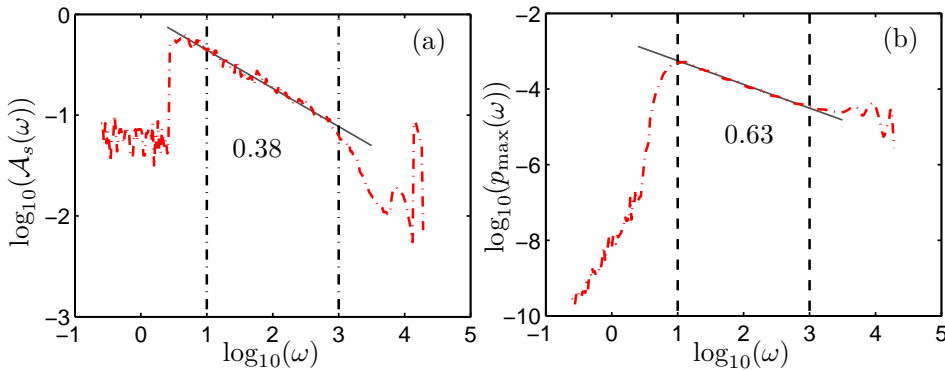 (a)
0
−1
−2
−3
log10(𝒜s(ω))
0.38
−1 0 1 2 3 4 5
log10(ω)
(b)
−2
−4
−6
−8
−10
log10(pmax(ω))
0.63
−1 0 1 2 3 4 5
log10(ω)